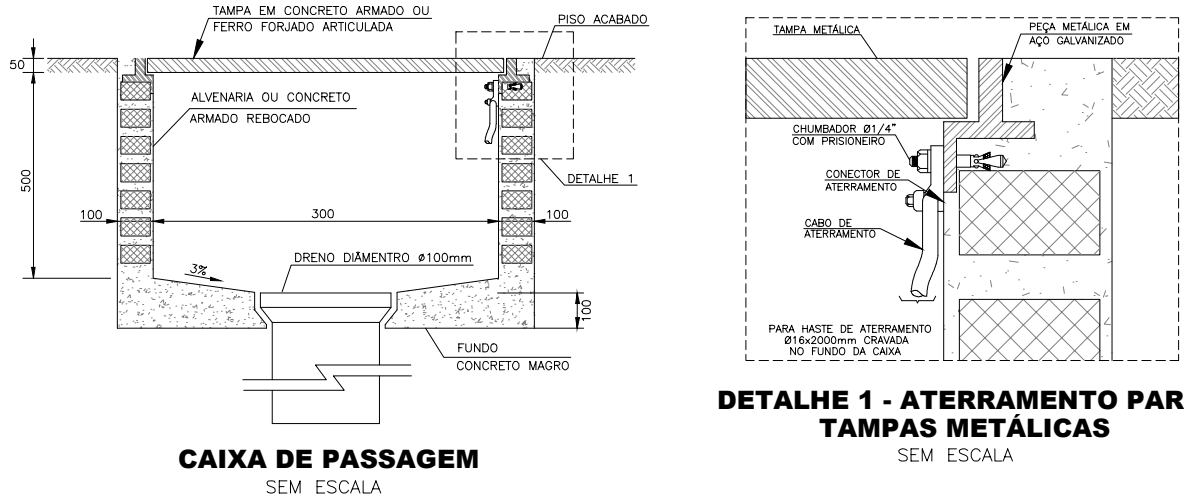 TAMPA EM CONCRETO ARMADO OU
FERRO FORJADO ARTICULADA
PISO ACABADO
50
ALVENARIA OU CONCRETO
ARMADO REBOCADO
500
DETALHE 1
100
300
100
3%
DRENO DIÂMENTRO Ø100mm
100
FUNDO
CONCRETO MAGRO
CAIXA DE PASSAGEM
SEM ESCALA
TAMPA METÁLICA
PEÇA METÁLICA EM
AÇO GALVANIZADO
CHUMBADOR Ø1/4"
COM PRISIONEIRO
CONECTOR DE
ATERRAMENTO
CABO DE
ATERRAMENTO
PARA HASTE DE ATERRAMENTO
Ø16x2000mm CRAVADA
NO FUNDO DA CAIXA
DETALHE 1 - ATERRAMENTO PAR
TAMPAS METÁLICAS
SEM ESCALA